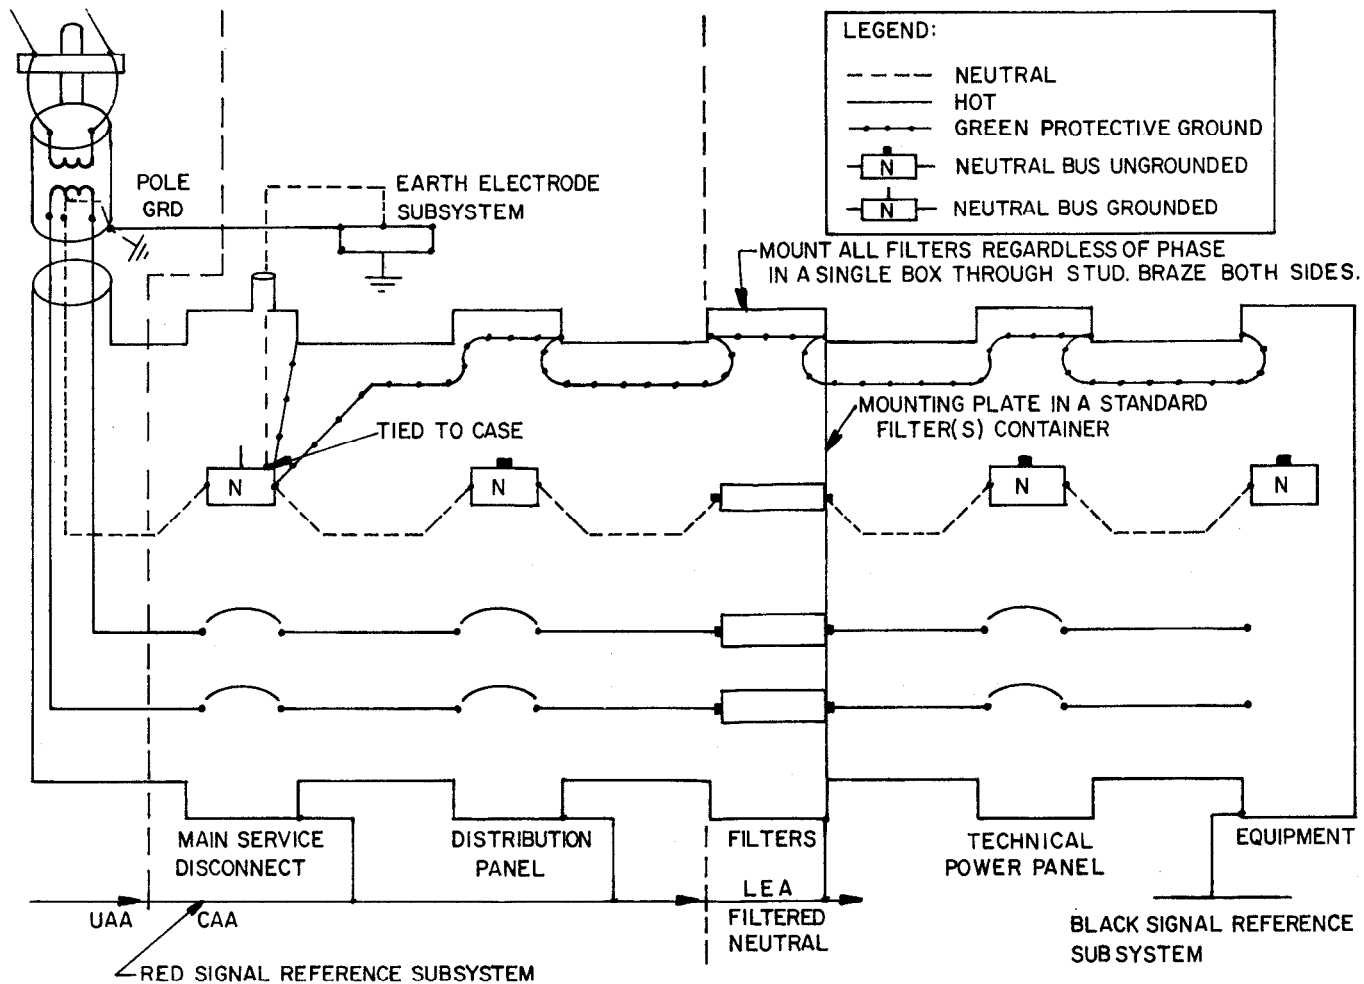 LEGEND:
NEUTRAL
HOT
GREEN PROTECTIVE GROUND
N NEUTRAL BUS UNGROUNDED
N NEUTRAL BUS GROUNDED
POLE
GRD
EARTH ELECTRODE
SUBSYSTEM
MOUNT ALL FILTERS REGARDLESS OF PHASE
IN A SINGLE BOX THROUGH STUD. BRAZE BOTH SIDES.
MOUNTING PLATE IN A STANDARD
FILTER(S) CONTAINER
TIED TO CASE
N
N
N
N
MAIN SERVICE
DISCONNECT
DISTRIBUTION
PANEL
FILTERS
TECHNICAL
POWER PANEL
EQUIPMENT
UAA
CAA
LEA
FILTERED
NEUTRAL
BLACK SIGNAL REFERENCE
SUBSYSTEM
RED SIGNAL REFERENCE SUBSYSTEM